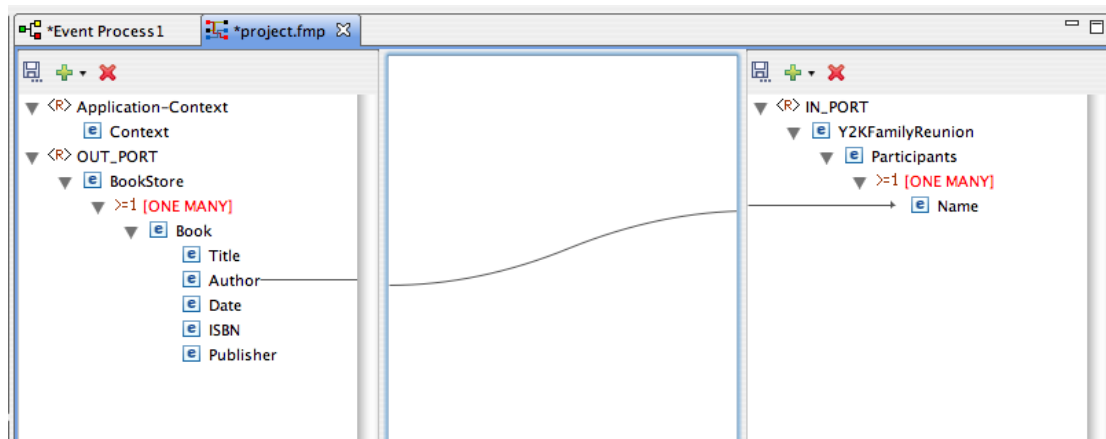 *Event Process1 *project.fmp
<R> Application-Context
e Context
<R> OUT_PORT
e BookStore
>=1 [ONE MANY]
e Book
e Title
e Author
e Date
e ISBN
e Publisher
<R> IN_PORT
e Y2KFamilyReunion
e Participants
>=1 [ONE MANY]
e Name